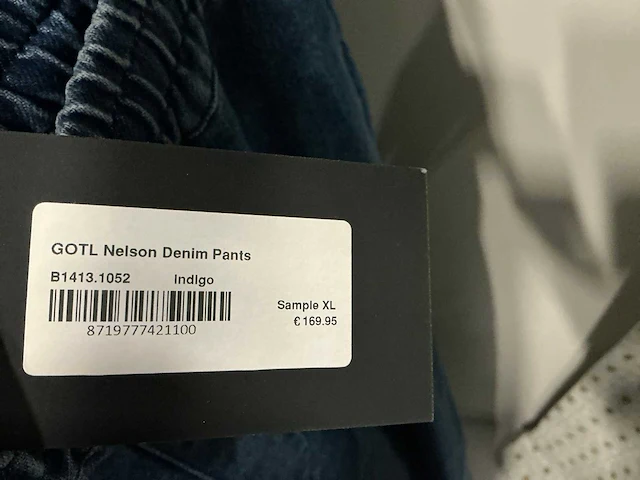 GOTL Nelson Denim Pants
B1413.1052 IndIgo
Sample XL
8719777421100
€ 169.95